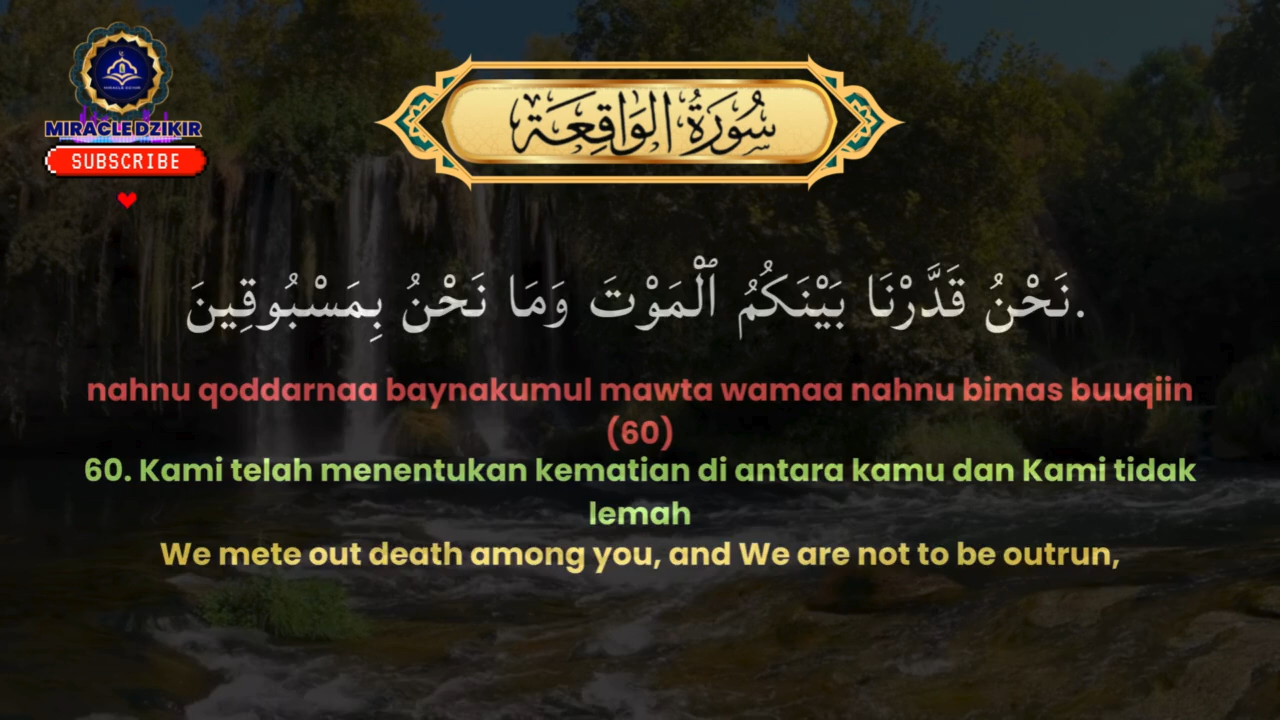 MIRACLE DZIKIR
SUBSCRIBE
سُورَةُ الوَاقِعَة
نَحْنُ قَدَّرْنَا بَيْنَكُمُ ٱلْمَوْتَ وَمَا نَحْنُ بِمَسْبُوقِينَ.
nahnu qoddarnaa baynakumul mawta wamaa nahnu bimas buuqiin
(60)
60. Kami telah menentukan kematian di antara kamu dan Kami tidak
lemah
We mete out death among you, and We are not to be outrun,